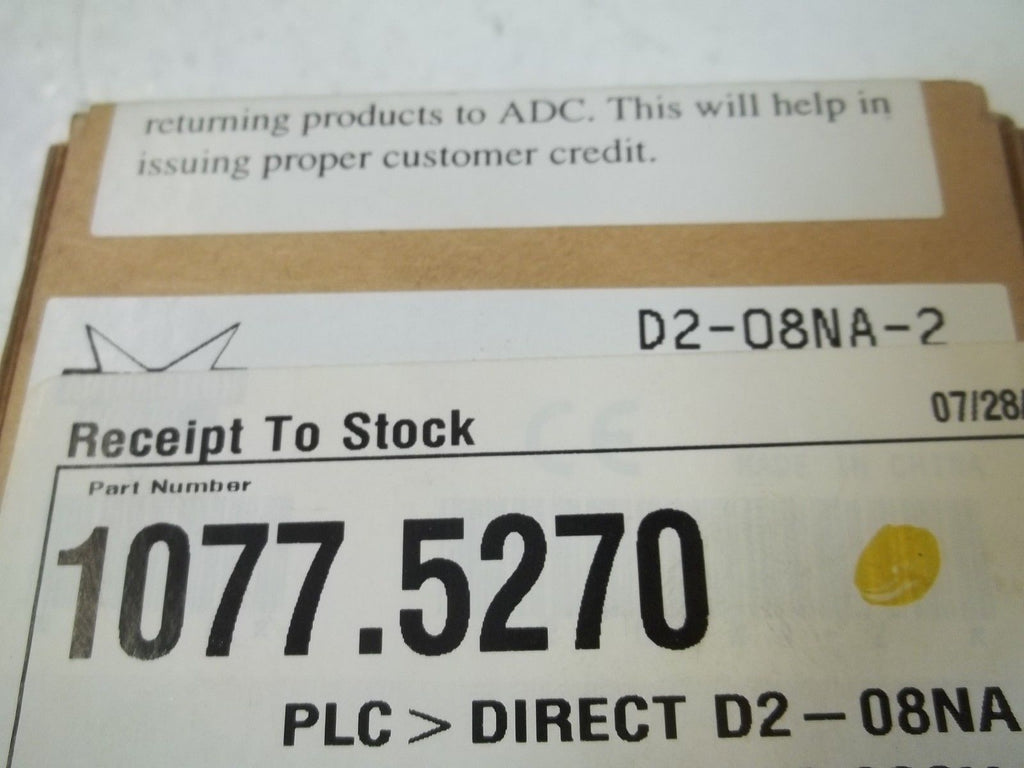 returning products to ADC. This will help in
issuing proper customer credit.
D2-08NA-2
Receipt To Stock
07/28/
Part Number
1077.5270
PLC > DIRECT D2-08NA